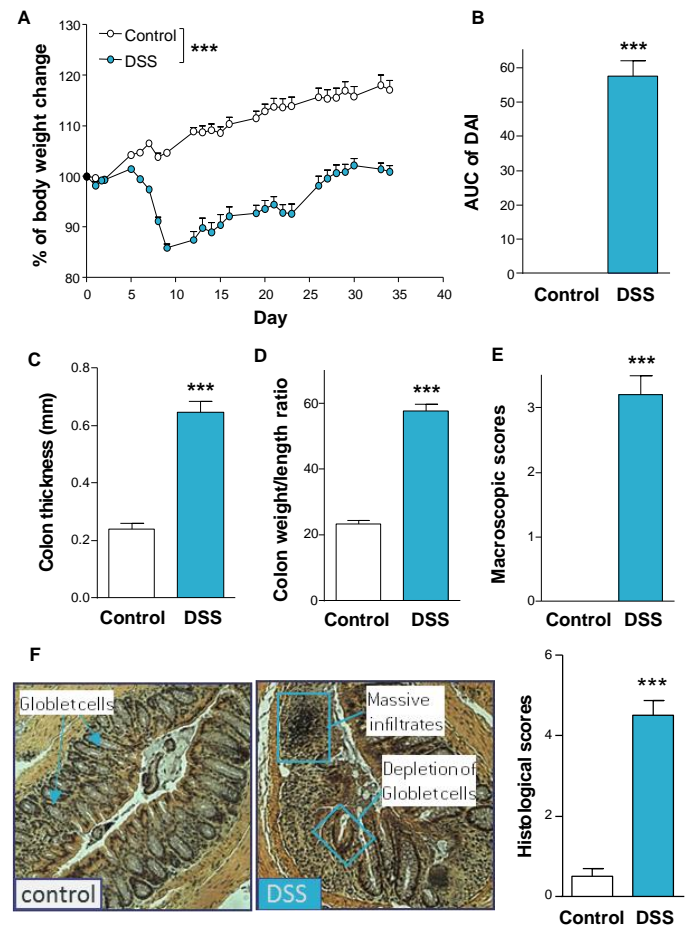 A
% of body weight change
130
120
110
100
90
80
0 5 10 15 20 25 30 35 40
Day
Control
DSS
***
B
AUC of DAI
60
50
40
30
20
10
0
***
Control DSS
C
Colon thickness (mm)
0.8
0.6
0.4
0.2
0.0
***
Control DSS
D
Colon weight/length ratio
60
40
20
0
***
Control DSS
E
Macroscopic scores
3
2
1
0
***
Control DSS
F
Globlet cells
control
Massive
infiltrates
Depletion of
Globlet cells
DSS
Histological scores
6
4
2
0
***
Control DSS